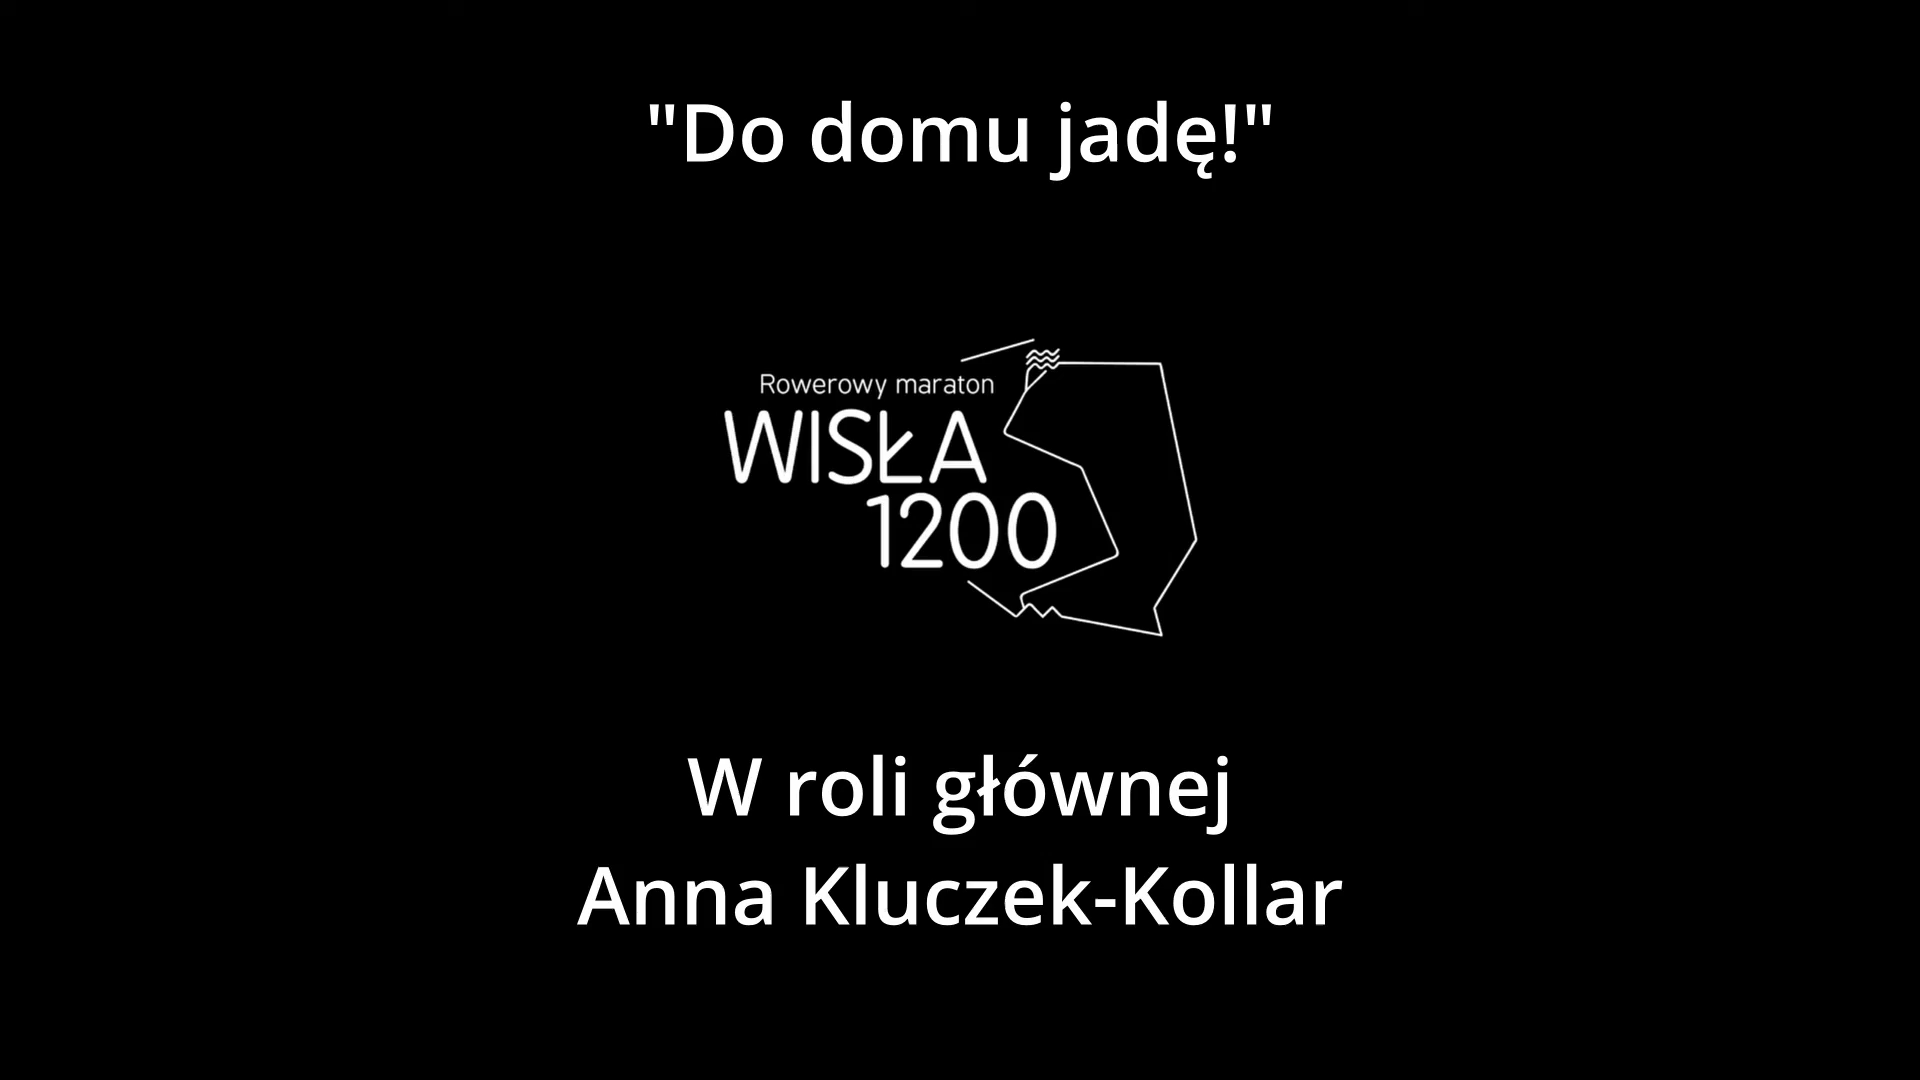 "Do domu jadę!"
Rowerowy maraton
WISŁA
1200
W roli głównej
Anna Kluczek-Kollar